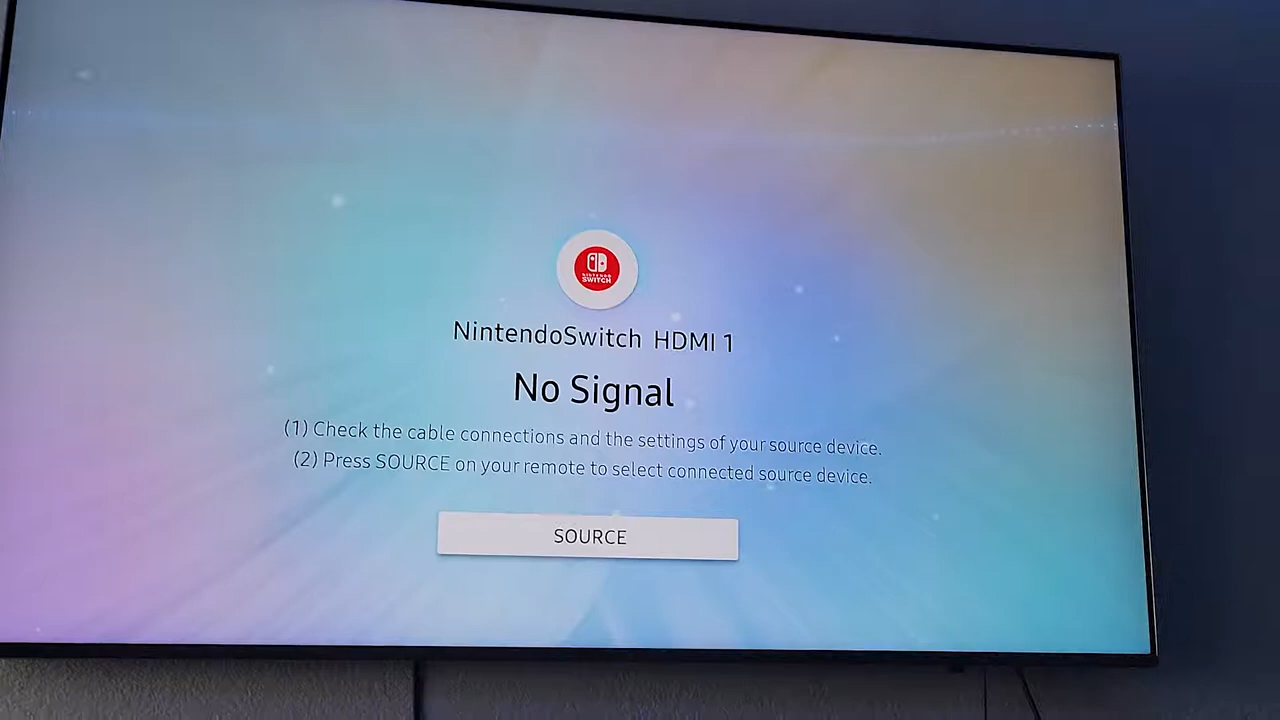 NINTENDO
SWITCH
NintendoSwitch HDMI 1
No Signal
(1) Check the cable connections and the settings of your source device.
(2) Press SOURCE on your remote to select connected source device.
SOURCE